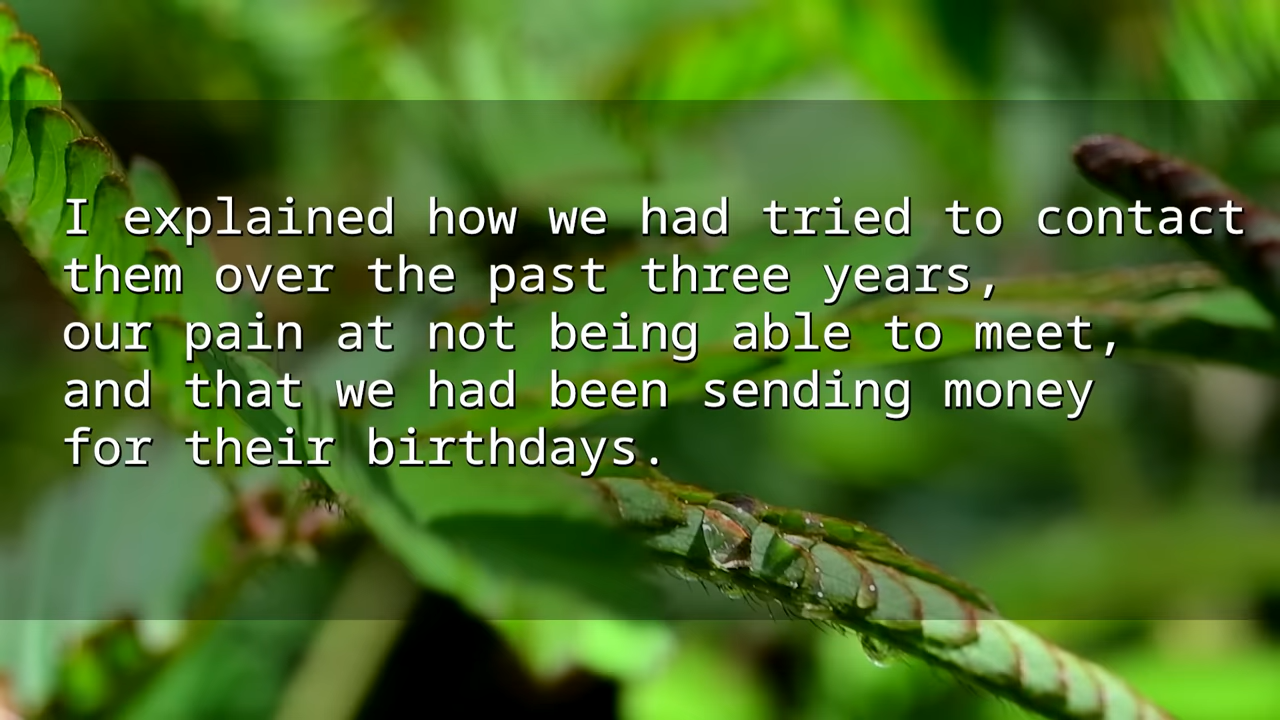 I explained how we had tried to contact
them over the past three years,
our pain at not being able to meet,
and that we had been sending money
for their birthdays.